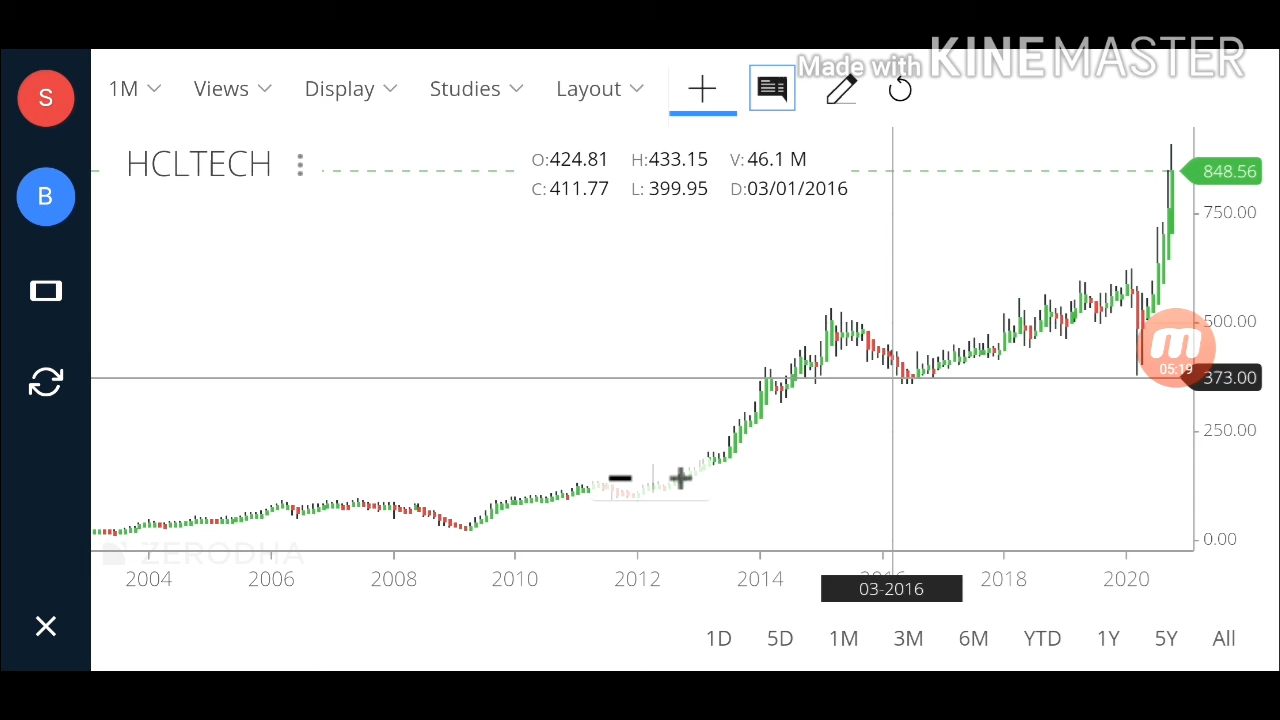 Made with KINEMASTER
S
1M Views Display Studies Layout
HCLTECH
O:424.81 H:433.15 V:46.1 M
C:411.77 L: 399.95 D:03/01/2016
848.56
B
750.00
500.00
05:19
373.00
250.00
0.00
ZERODHA
2004 2006 2008 2010 2012 2014 2016 2018 2020
03-2016
1D 5D 1M 3M 6M YTD 1Y 5Y All